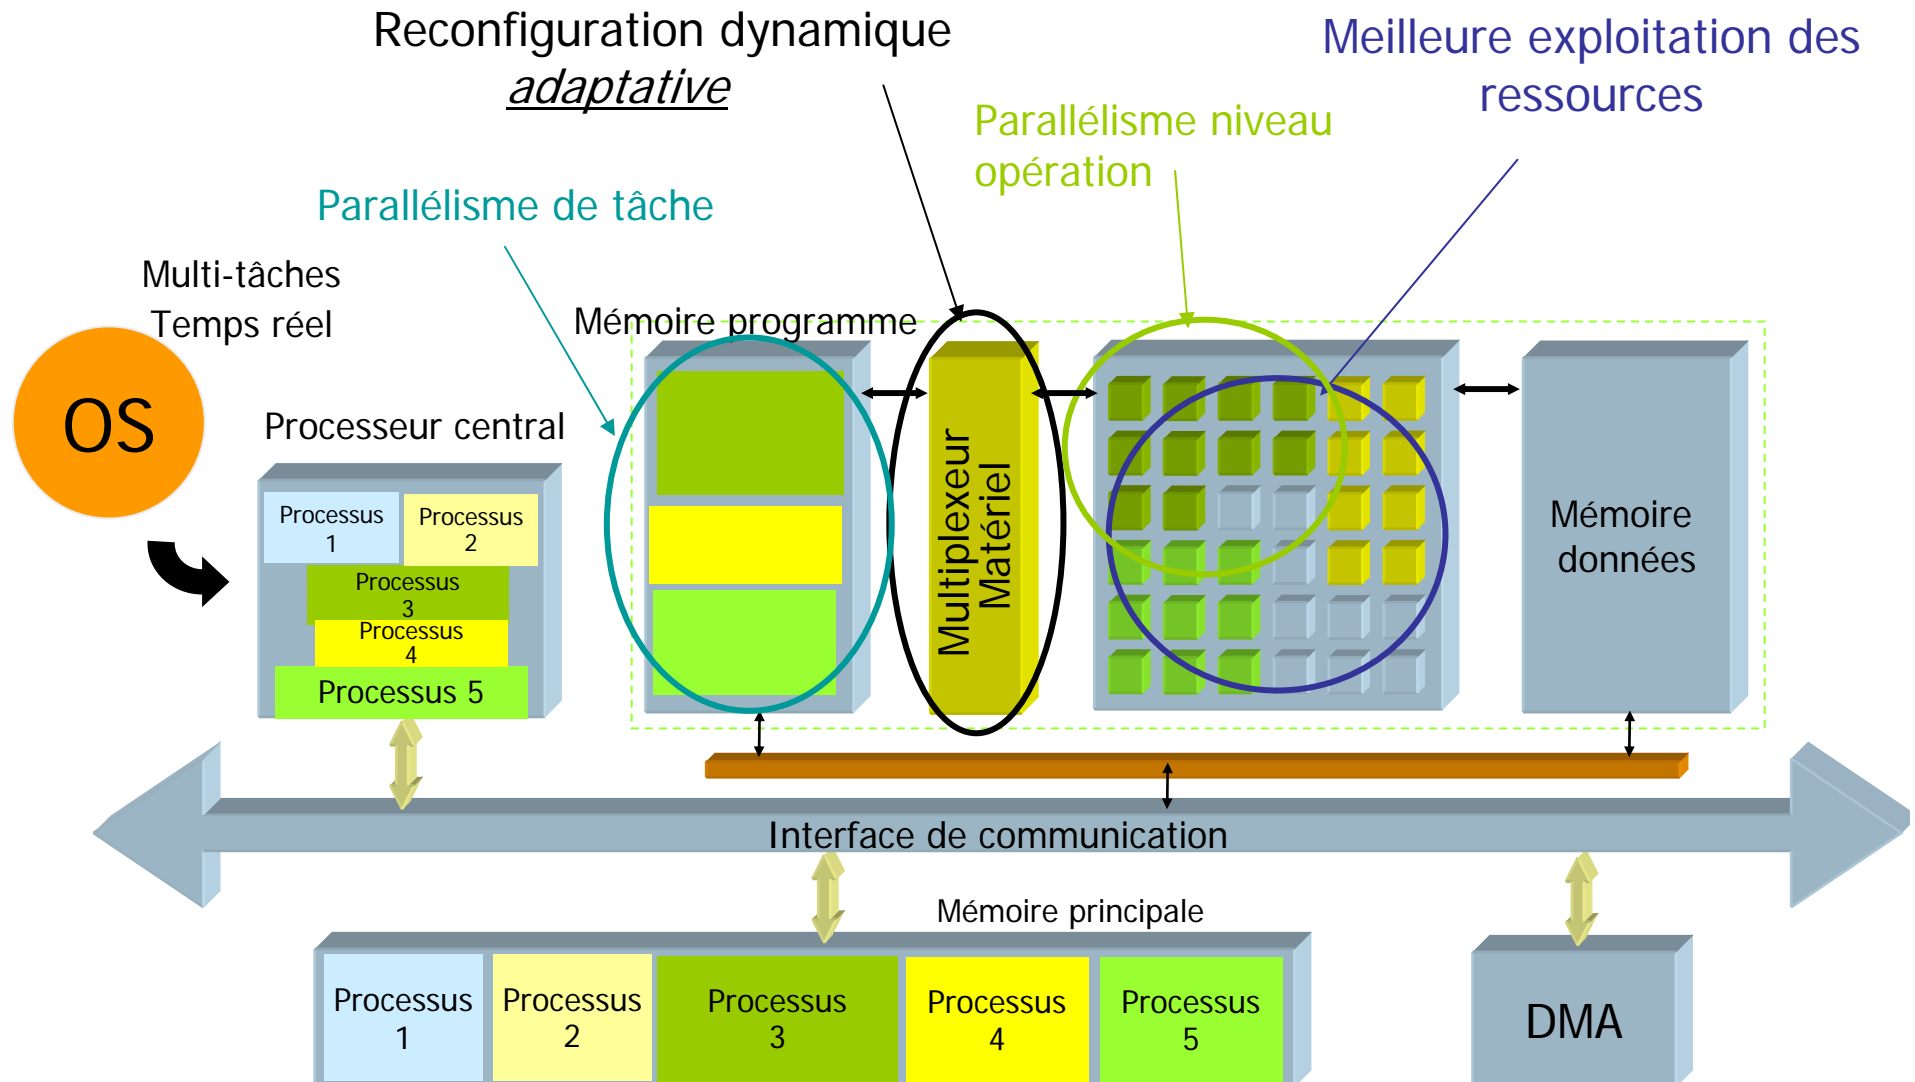 Reconfiguration dynamique
adaptative
Meilleure exploitation des
ressources
Parallélisme niveau
opération
Parallélisme de tâche
Multi-tâches
Temps réel
Mémoire programme
OS
Processeur central
Processus
1
Processus
2
Processus
3
Processus
4
Processus 5
Multiplexeur
Matériel
Mémoire
données
Interface de communication
Mémoire principale
Processus
1
Processus
2
Processus
3
Processus
4
Processus
5
DMA